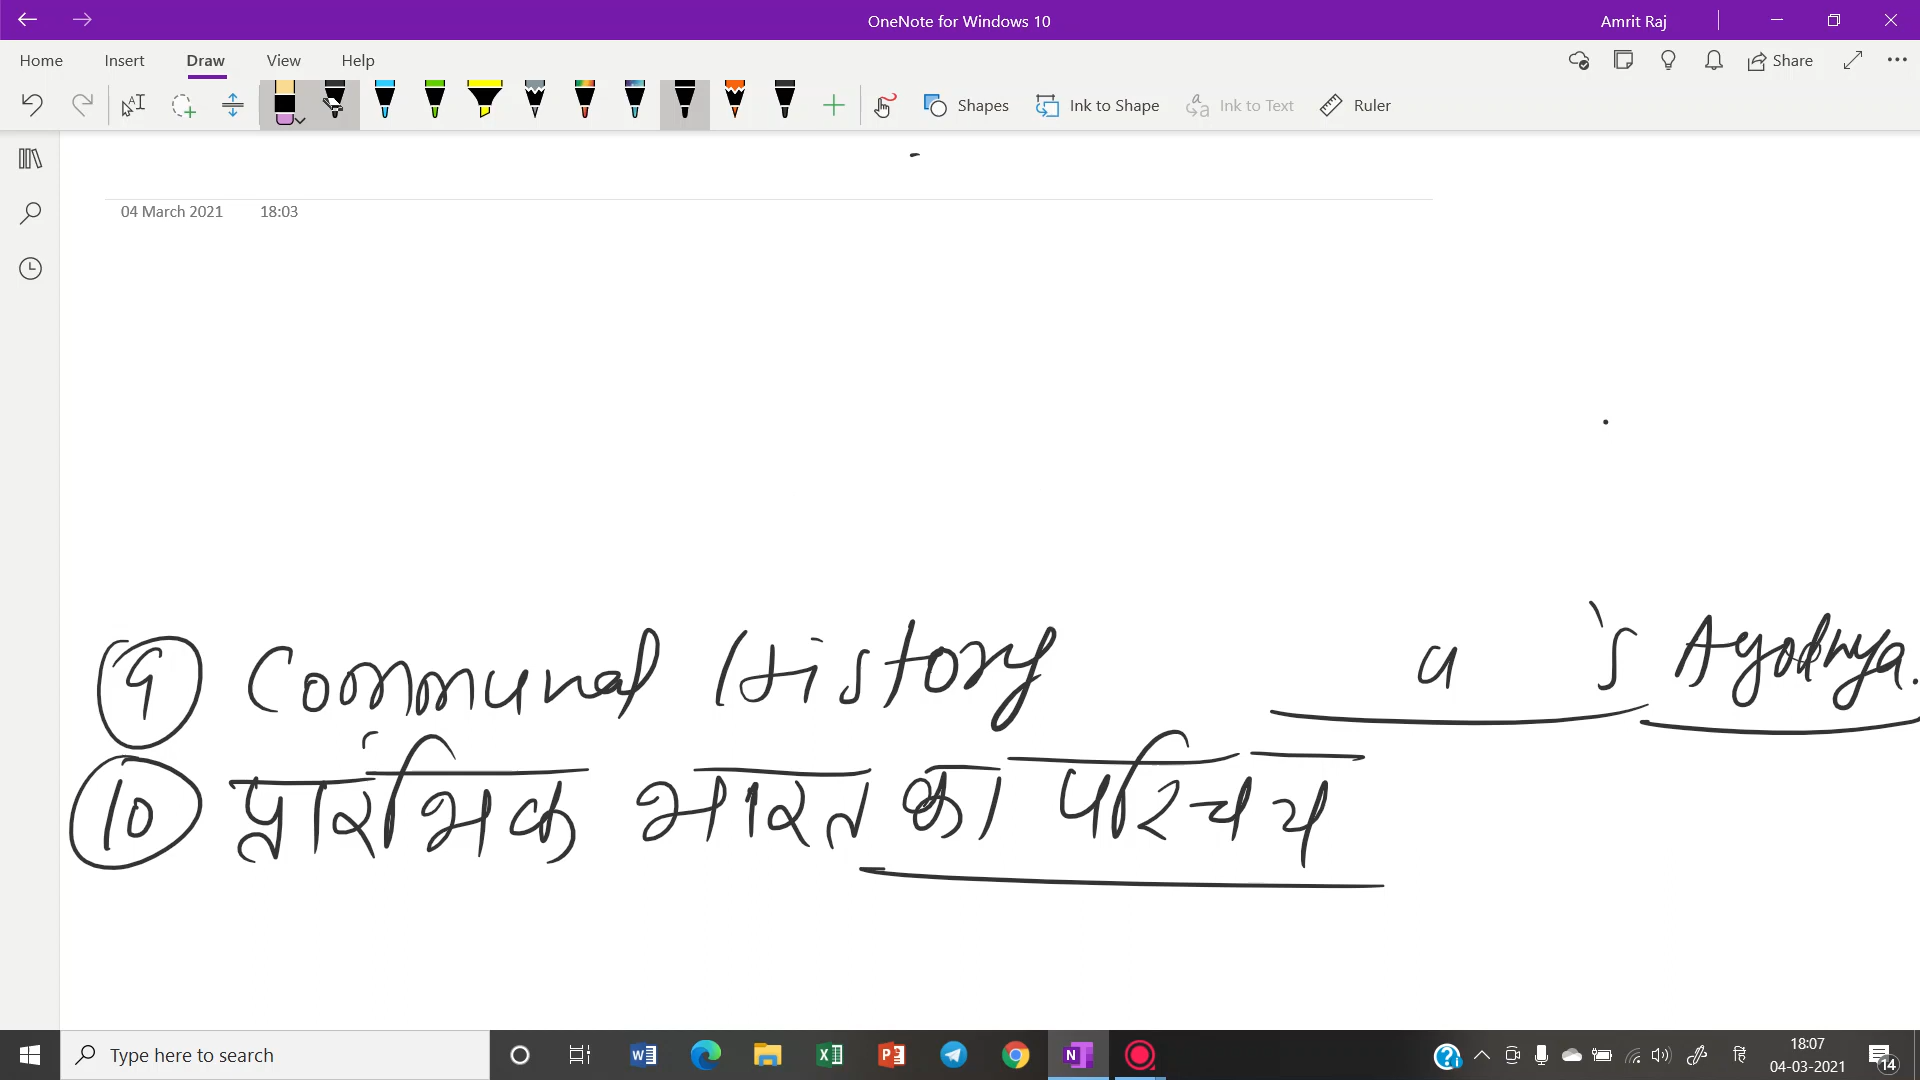 OneNote for Windows 10 Amrit Raj
Home Insert Draw View Help Share
Shapes Ink to Shape Ink to Text Ruler
04 March 2021 18:03
9 Communal History a 's Ayodhya.
10 प्रारंभिक भारत का परिचय
Type here to search
हि 18:07
04-03-2021 14